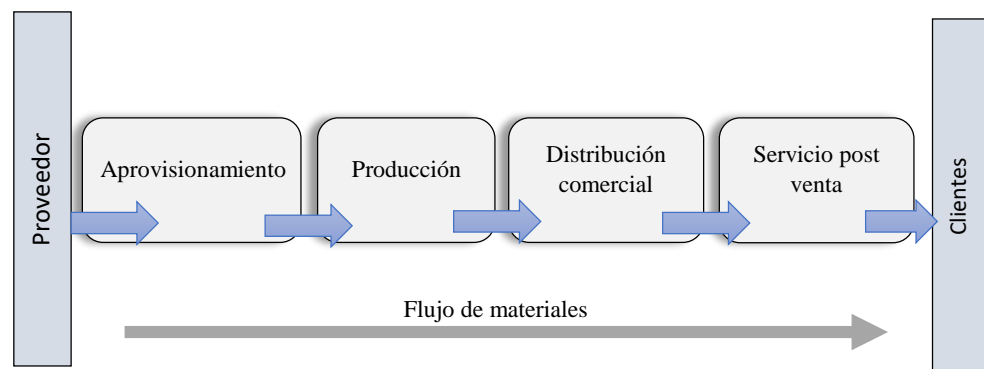 Proveedor
Aprovisionamiento
Producción
Distribución
comercial
Servicio post
venta
Clientes
Flujo de materiales